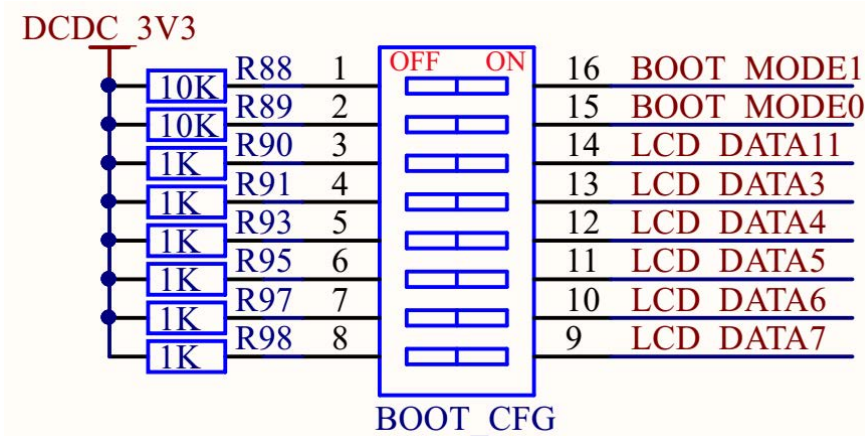 DCDC_3V3
OFF ON
10K R88 1 16 BOOT_MODE1
10K R89 2 15 BOOT_MODE0
1K R90 3 14 LCD_DATA11
1K R91 4 13 LCD_DATA3
1K R93 5 12 LCD_DATA4
1K R95 6 11 LCD_DATA5
1K R97 7 10 LCD_DATA6
1K R98 8 9 LCD_DATA7
BOOT_CFG